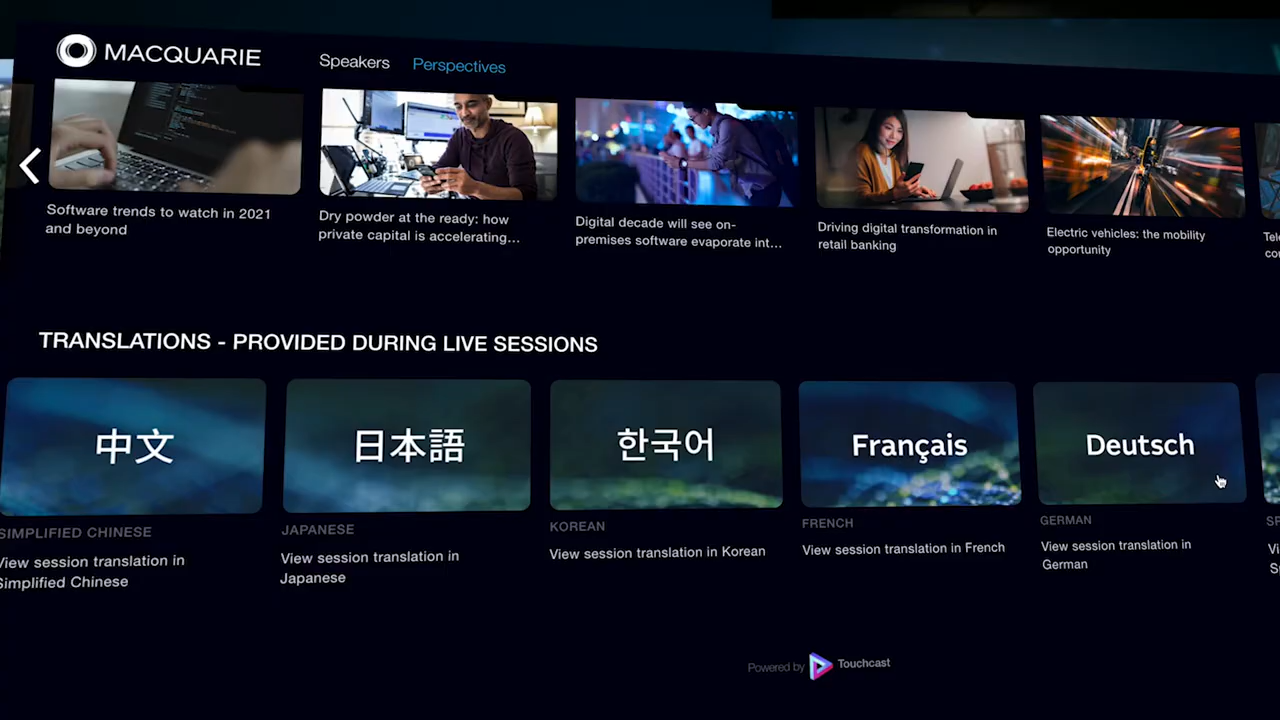 MACQUARIE
Speakers
Perspectives
Software trends to watch in 2021
and beyond
Dry powder at the ready: how
private capital is accelerating...
Digital decade will see on-
premises software evaporate int...
Driving digital transformation in
retail banking
Electric vehicles: the mobility
opportunity
TRANSLATIONS - PROVIDED DURING LIVE SESSIONS
中文
日本語
한국어
Français
Deutsch
SIMPLIFIED CHINESE
JAPANESE
KOREAN
FRENCH
GERMAN
View session translation in
Simplified Chinese
View session translation in
Japanese
View session translation in Korean
View session translation in French
View session translation in
German
Powered by Touchcast